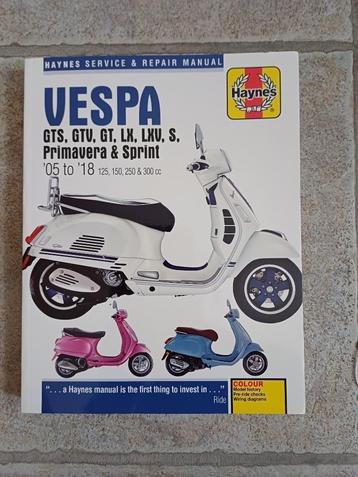 HAYNES SERVICE & REPAIR MANUAL
Haynes
VESPA
GTS, GTV, GT, LX, LXV, S,
Primavera & Sprint
'05 to '18 125, 150, 250 & 300 cc
"... a Haynes manual is the first thing to invest in ..."
Ride
COLOUR
Model history
Pre-ride checks
Wiring diagrams